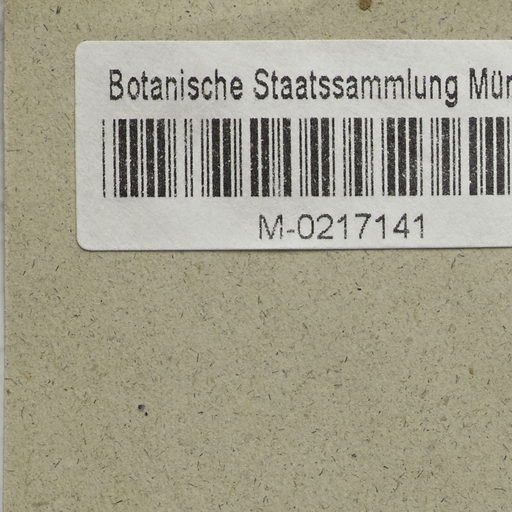 Botanische Staatssammlung Mün
M-0217141